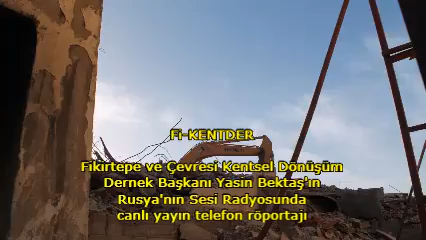 Fi-KENTDER
Fikirtepe ve Çevresi Kentsel Dönüşüm
Dernek Başkanı Yasin Bektaş'ın
Rusya'nın Sesi Radyosunda
canlı yayın telefon röportajı